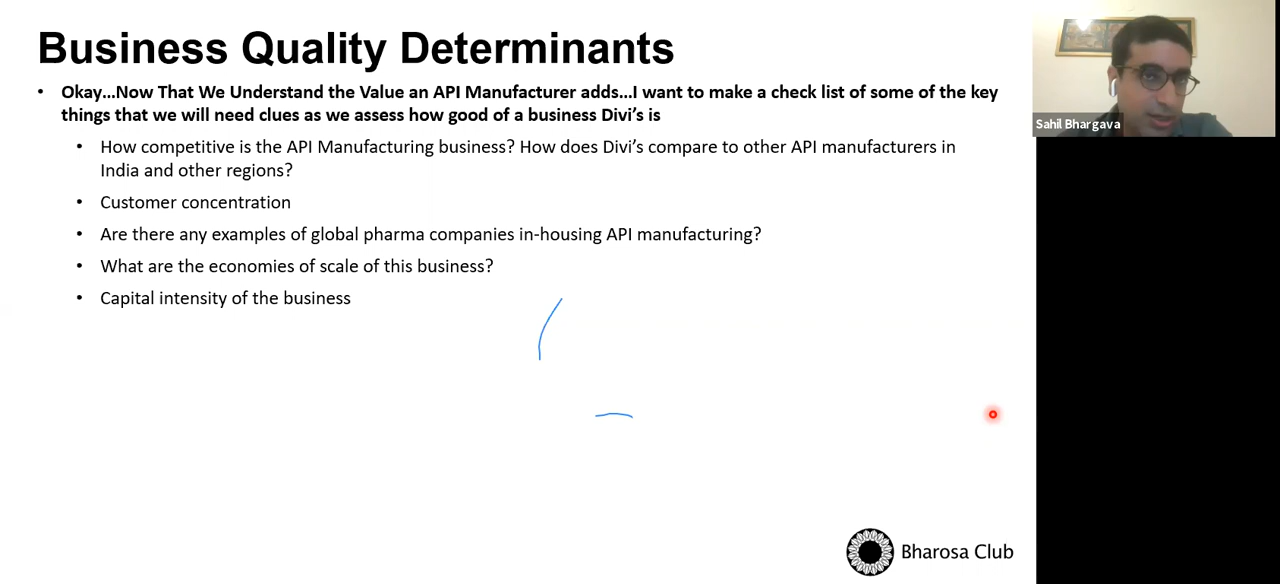 Business Quality Determinants
• Okay...Now That We Understand the Value an API Manufacturer adds...I want to make a check list of some of the key
things that we will need clues as we assess how good of a business Divi's is
• How competitive is the API Manufacturing business? How does Divi's compare to other API manufacturers in
India and other regions?
• Customer concentration
• Are there any examples of global pharma companies in-housing API manufacturing?
• What are the economies of scale of this business?
• Capital intensity of the business
Sahil Bhargava
Bharosa Club